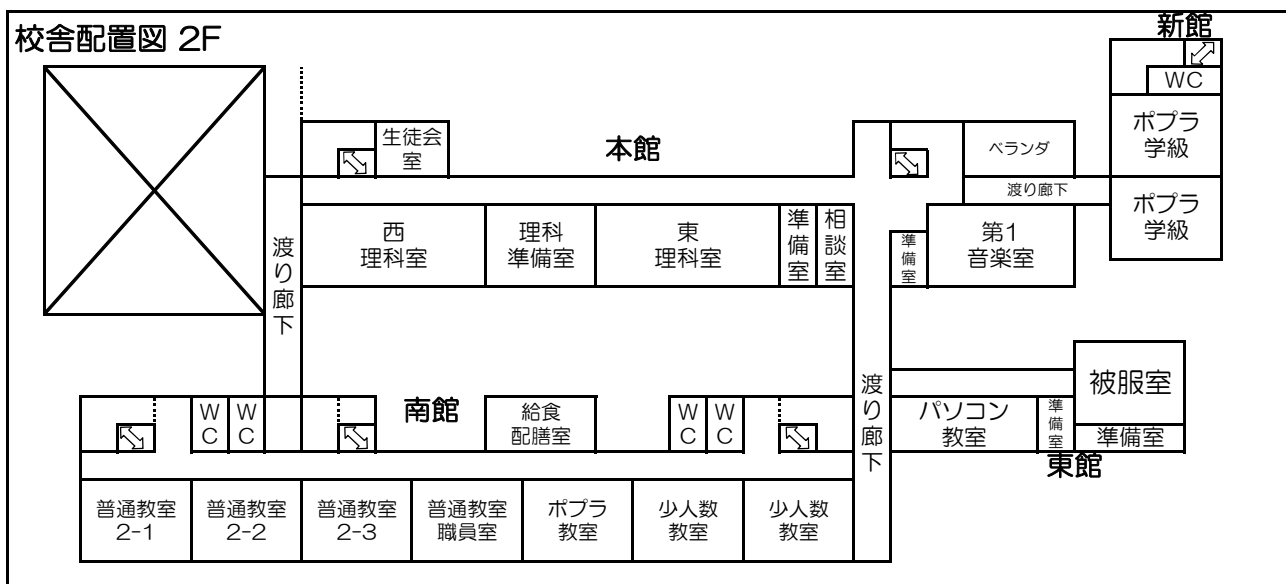 校舎配置図 2F
新館
WC
ポプラ
学級
生徒会
室
本館
ベランダ
渡り廊下
ポプラ
学級
西
理科室
理科
準備室
東
理科室
準備室
相談室
準備室
第1
音楽室
渡り廊下
被服室
準備室
渡り廊下
パソコン
教室
準備室
東館
WC
WC
南館
給食
配膳室
WC
WC
普通教室
2-1
普通教室
2-2
普通教室
2-3
普通教室
職員室
ポプラ
教室
少人数
教室
少人数
教室